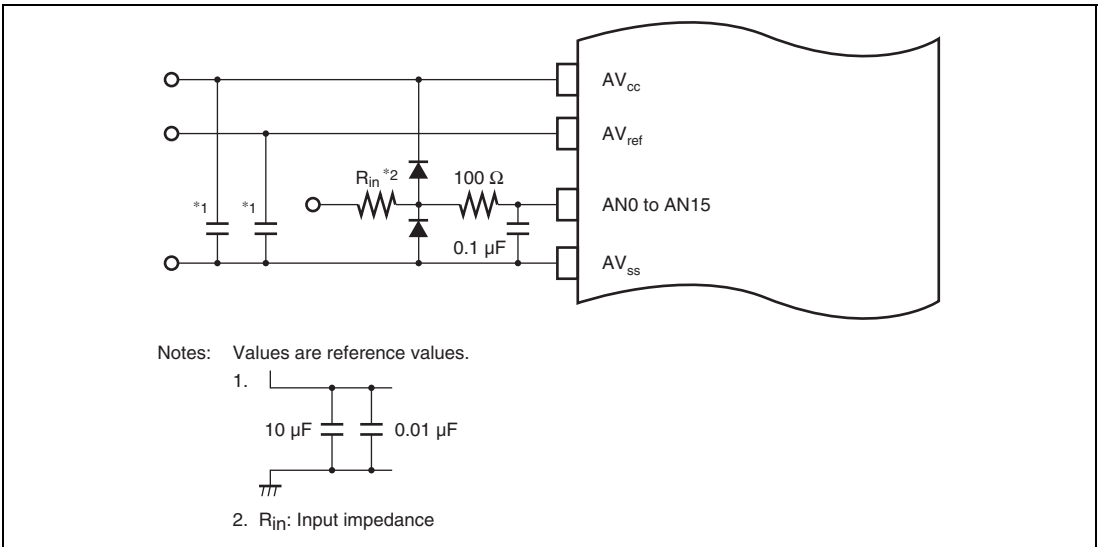 AVcc
AVref
Rin *2
100 Ω
*1
*1
AN0 to AN15
0.1 µF
AVss
Notes: Values are reference values.
1.
10 µF
0.01 µF
2. Rin: Input impedance